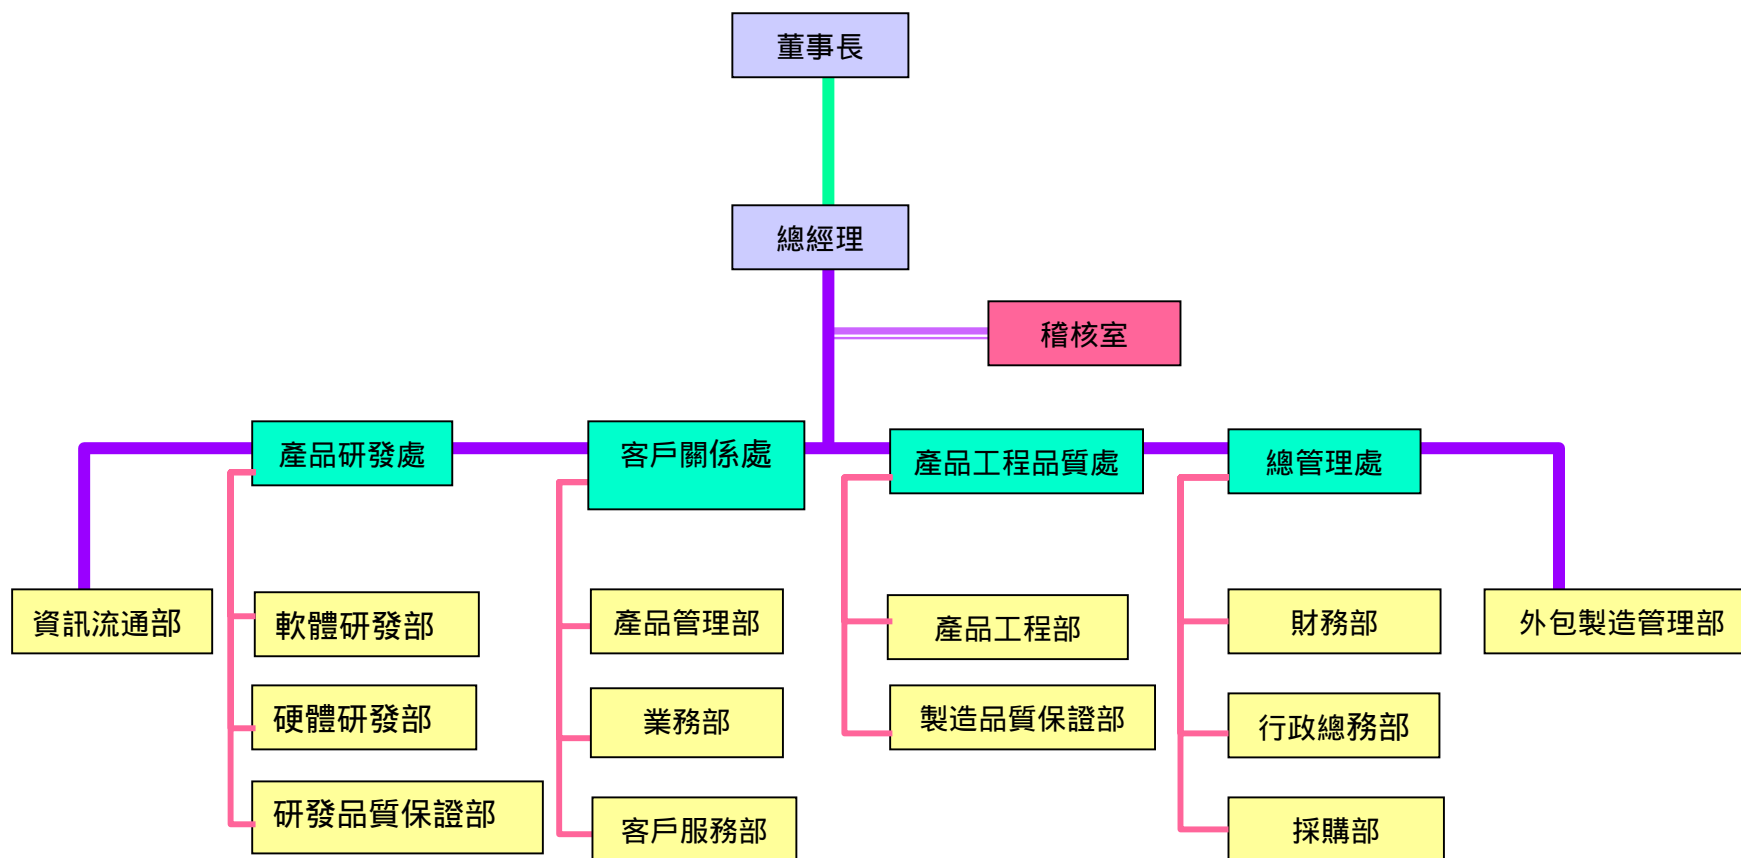 董事長
總經理
稽核室
產品研發處
客戶關係處
產品工程品質處
總管理處
資訊流通部
軟體研發部
產品管理部
產品工程部
財務部
外包製造管理部
硬體研發部
業務部
製造品質保證部
行政總務部
研發品質保證部
客戶服務部
採購部